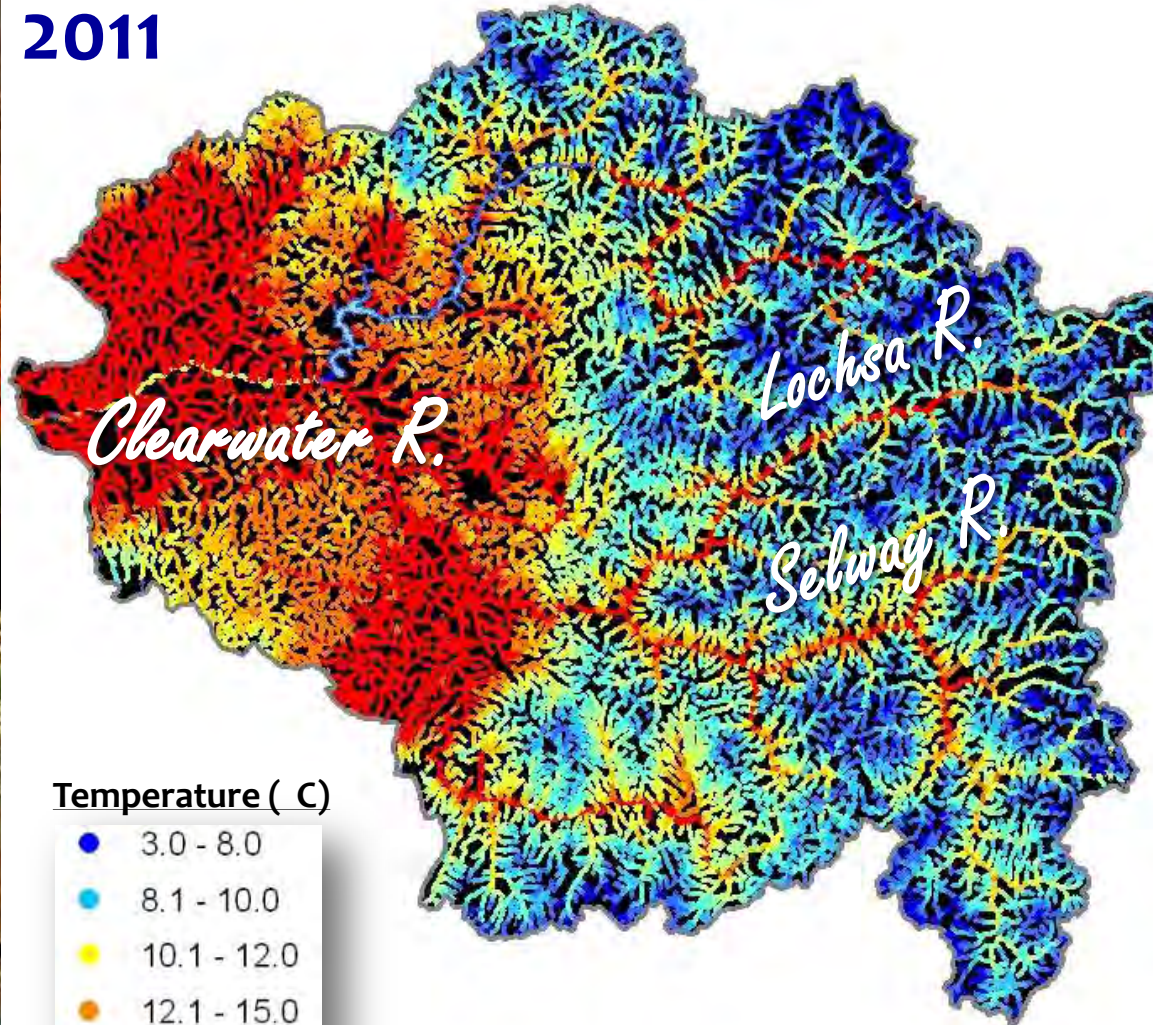 2011
Lochsa R.
Clearwater R.
Selway R.
Temperature ( C)
3.0 - 8.0
8.1 - 10.0
10.1 - 12.0
12.1 - 15.0